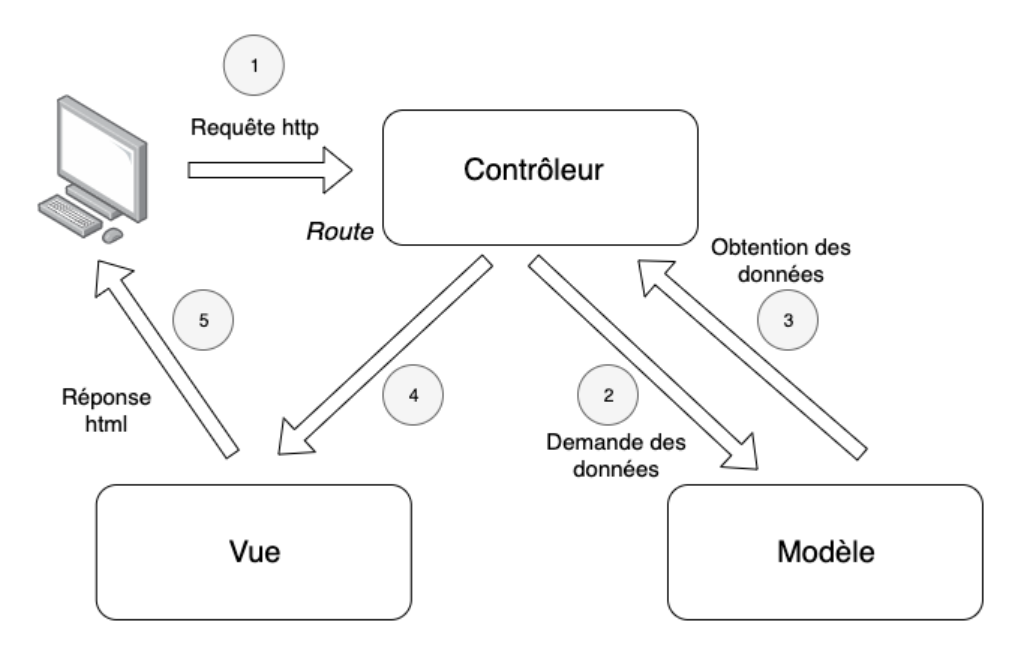 1
Requête http
Contrôleur
Route
Obtention des
données
3
5
4
2
Réponse
html
Demande des
données
Vue
Modèle